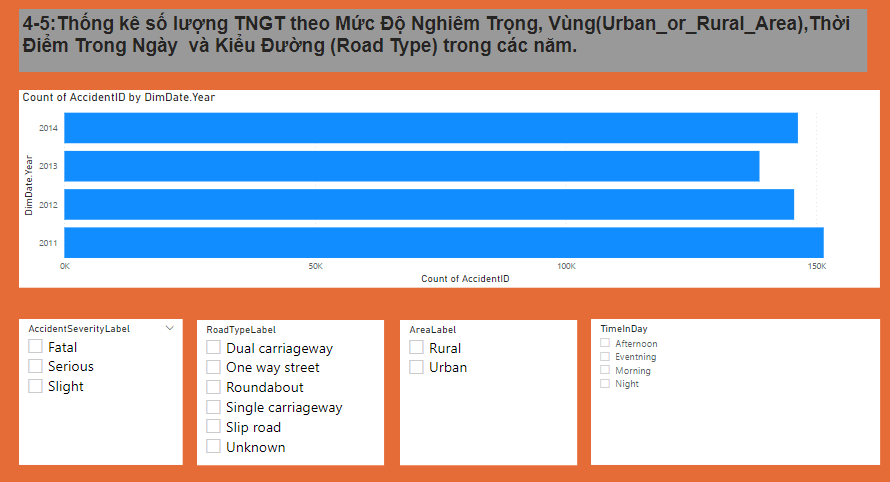 4-5:Thống kê số lượng TNGT theo Mức Độ Nghiêm Trọng, Vùng(Urban_or_Rural_Area),Thời
Điểm Trong Ngày và Kiểu Đường (Road Type) trong các năm.
Count of AccidentID by DimDate.Year
DimDate.Year
2014
2013
2012
2011
0K 50K 100K 150K
Count of AccidentID
AccidentSeverityLabel
Fatal
Serious
Slight
RoadTypeLabel
Dual carriageway
One way street
Roundabout
Single carriageway
Slip road
Unknown
AreaLabel
Rural
Urban
TimeInDay
Afternoon
Eventning
Morning
Night